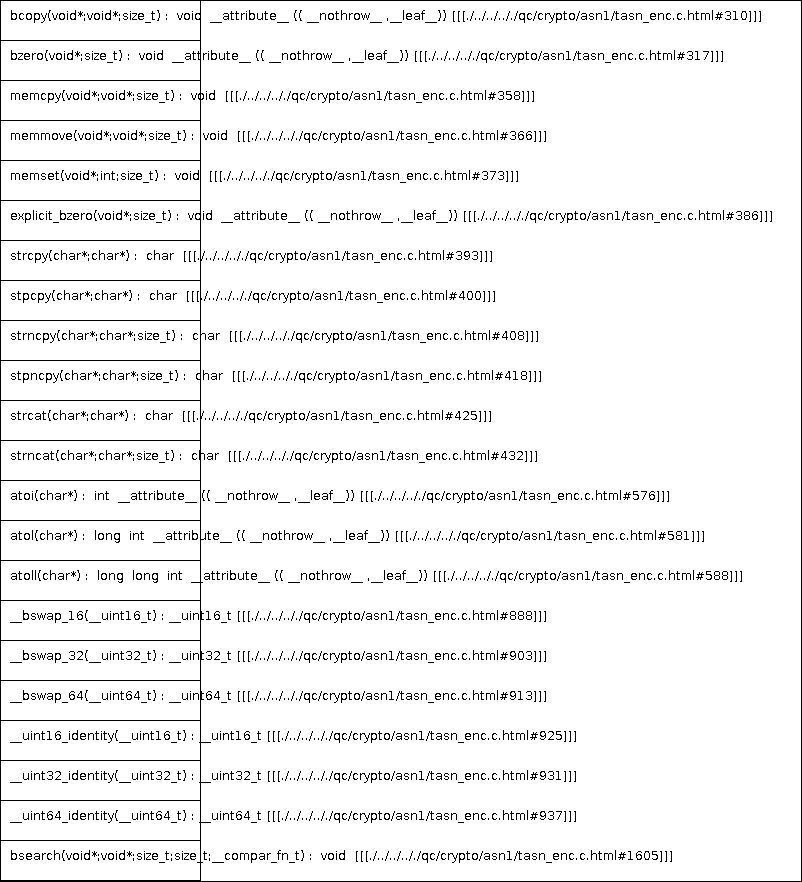 bcopy(void*;void*;size_t) : void __attribute__ (( __nothrow__ ,__leaf__)) [[[./../../../qc/crypto/asn1/tasn_enc.c.html#310]]]
bzero(void*;size_t) : void __attribute__ (( __nothrow__ ,__leaf__)) [[[./../../../../qc/crypto/asn1/tasn_enc.c.html#317]]]
memcpy(void*;void*;size_t) : void [[[./../../../../qc/crypto/asn1/tasn_enc.c.html#358]]]
memmove(void*;void*;size_t) : void [[[./../../../../qc/crypto/asn1/tasn_enc.c.html#366]]]
memset(void*;int;size_t) : void [[[./../../../../qc/crypto/asn1/tasn_enc.c.html#373]]]
explicit_bzero(void*;size_t) : void __attribute__ (( __nothrow__ ,__leaf__)) [[[./../../../../qc/crypto/asn1/tasn_enc.c.html#386]]]
strcpy(char*;char*) : char [[[./../../../../qc/crypto/asn1/tasn_enc.c.html#393]]]
stpcpy(char*;char*) : char [[[./../../../../qc/crypto/asn1/tasn_enc.c.html#400]]]
strncpy(char*;char*;size_t) : char [[[./../../../../qc/crypto/asn1/tasn_enc.c.html#408]]]
stpncpy(char*;char*;size_t) : char [[[./../../../../qc/crypto/asn1/tasn_enc.c.html#418]]]
strcat(char*;char*) : char [[[./../../../../qc/crypto/asn1/tasn_enc.c.html#425]]]
strncat(char*;char*;size_t) : char [[[./../../../../qc/crypto/asn1/tasn_enc.c.html#432]]]
atoi(char*) : int __attribute__ (( __nothrow__ ,__leaf__)) [[[./../../../../qc/crypto/asn1/tasn_enc.c.html#576]]]
atol(char*) : long int __attribute__ (( __nothrow__ ,__leaf__)) [[[./../../../../qc/crypto/asn1/tasn_enc.c.html#581]]]
atoll(char*) : long long int __attribute__ (( __nothrow__ ,__leaf__)) [[[./../../../../qc/crypto/asn1/tasn_enc.c.html#588]]]
__bswap_16(__uint16_t) : __uint16_t [[[./../../../../qc/crypto/asn1/tasn_enc.c.html#888]]]
__bswap_32(__uint32_t) : __uint32_t [[[./../../../../qc/crypto/asn1/tasn_enc.c.html#903]]]
__bswap_64(__uint64_t) : __uint64_t [[[./../../../../qc/crypto/asn1/tasn_enc.c.html#913]]]
__uint16_identity(__uint16_t) : __uint16_t [[[./../../../../qc/crypto/asn1/tasn_enc.c.html#925]]]
__uint32_identity(__uint32_t) : __uint32_t [[[./../../../../qc/crypto/asn1/tasn_enc.c.html#931]]]
__uint64_identity(__uint64_t) : __uint64_t [[[./../../../../qc/crypto/asn1/tasn_enc.c.html#937]]]
bsearch(void*;void*;size_t;size_t;__compar_fn_t) : void [[[./../../../../qc/crypto/asn1/tasn_enc.c.html#1605]]]